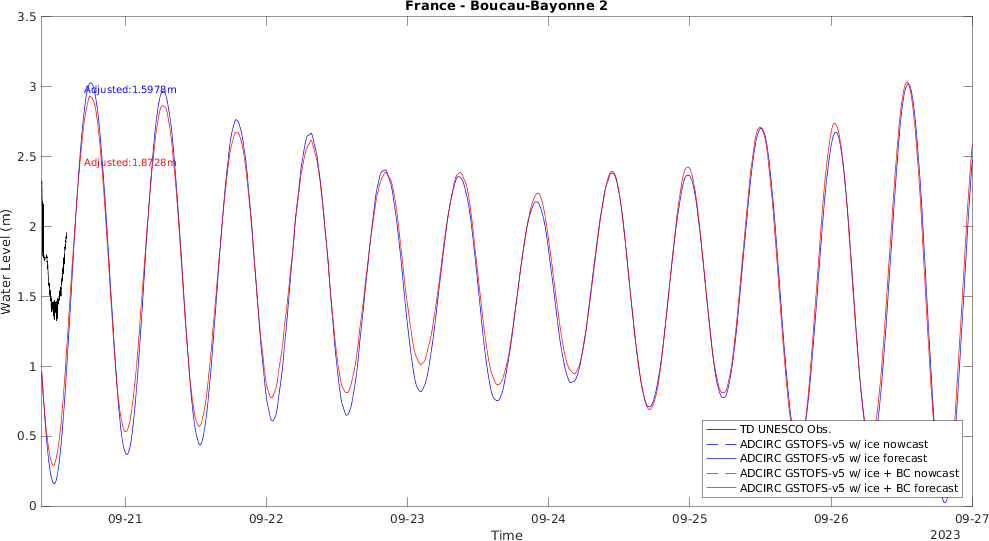 France - Boucau-Bayonne 2
3.5
3
2.5
2
1.5
1
0.5
0
Water Level (m)
Adjusted:1.5978m
Adjusted:1.8728m
TD UNESCO Obs.
ADCIRC GSTOFS-v5 w/ ice nowcast
ADCIRC GSTOFS-v5 w/ ice forecast
ADCIRC GSTOFS-v5 w/ ice + BC nowcast
ADCIRC GSTOFS-v5 w/ ice + BC forecast
09-21 09-22 09-23 09-24 09-25 09-26 09-27
Time
2023